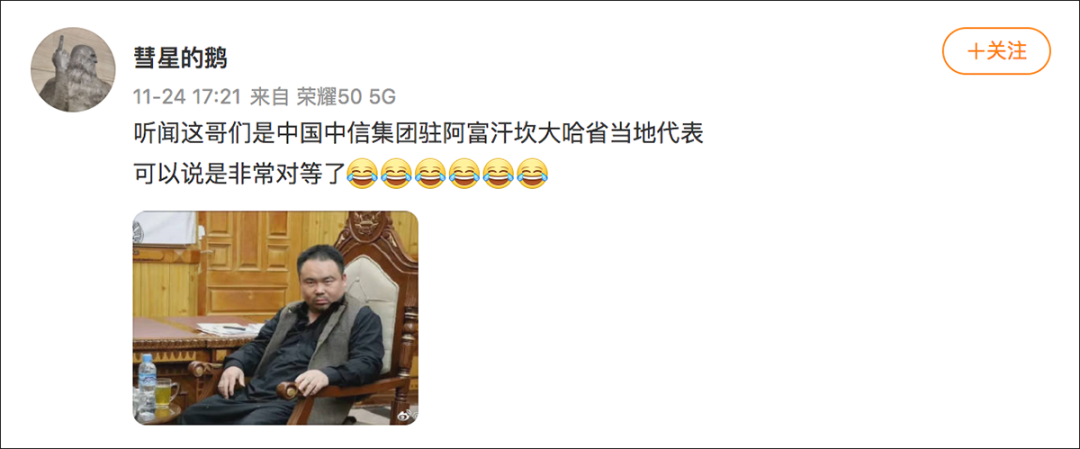 彗星的鹅
＋关注
11-24 17:21 来自 荣耀50 5G
听闻这哥们是中国中信集团驻阿富汗坎大哈省当地代表
可以说是非常对等了😂😂😂😂😂😂